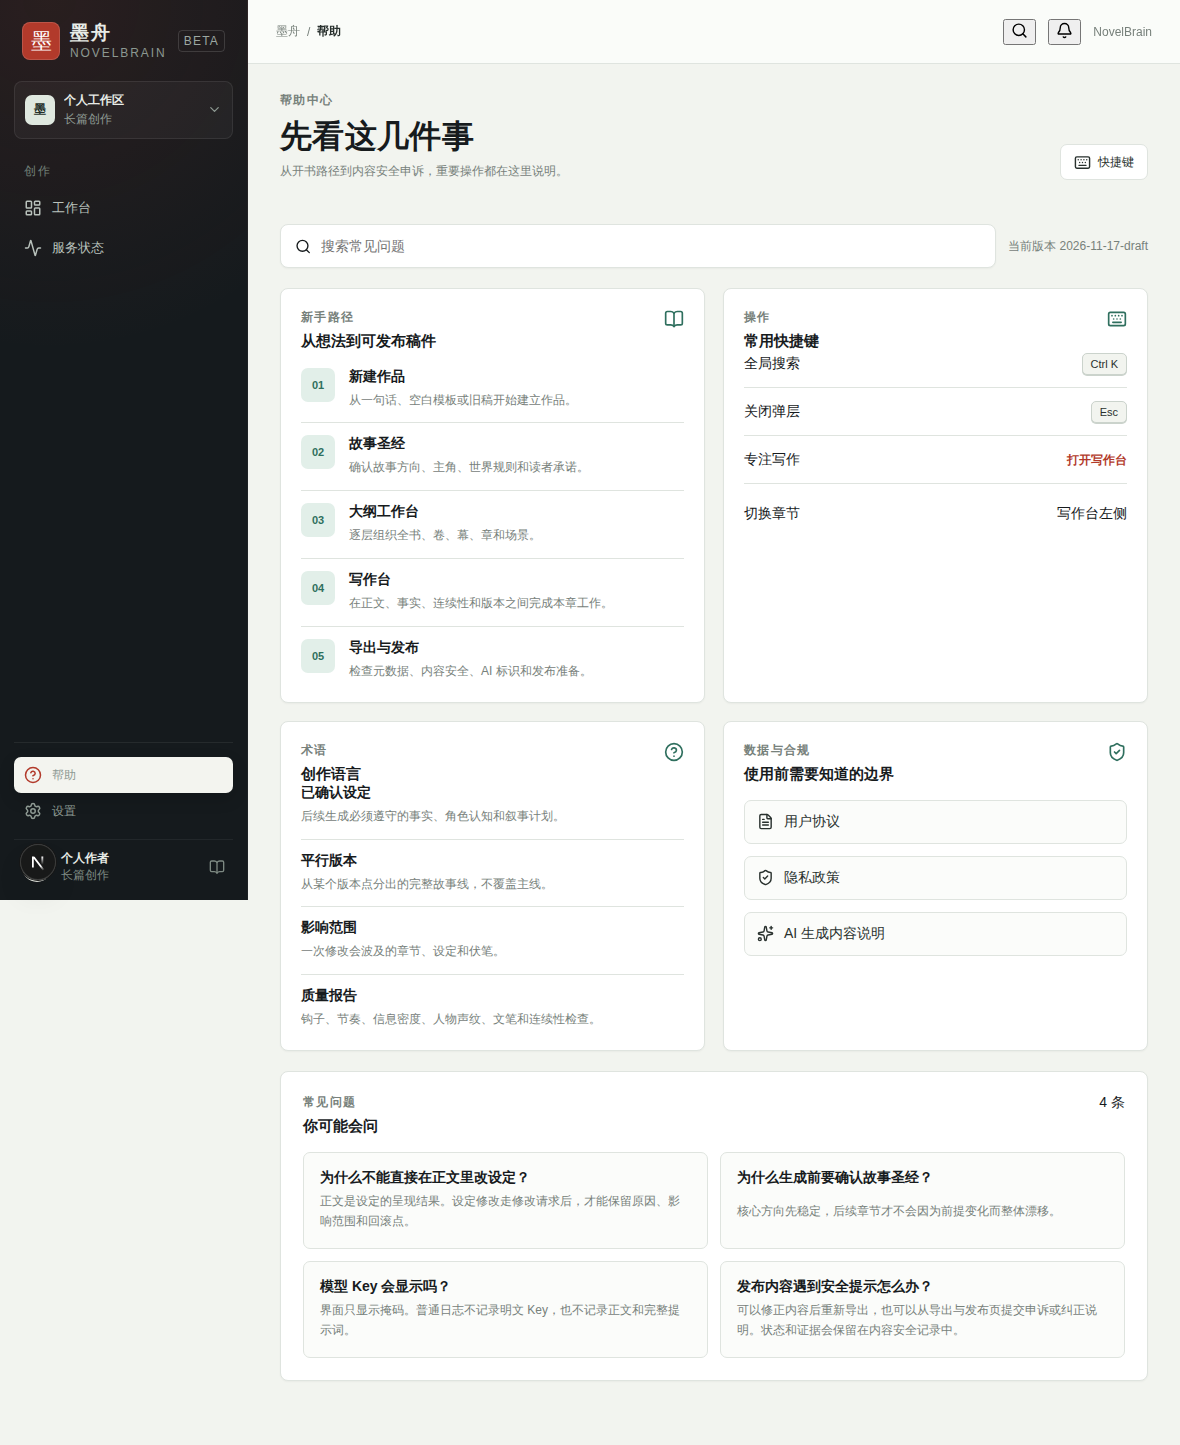 墨
墨舟
NOVELBRAIN
BETA
墨
个人工作区
长篇创作
创作
工作台
服务状态
帮助
设置
N
个人作者
长篇创作
墨舟 / 帮助
NovelBrain
帮助中心
先看这几件事
从开书路径到内容安全申诉，重要操作都在这里说明。
快捷键
搜索常见问题
当前版本 2026-11-17-draft
新手路径
从想法到可发布稿件
01
新建作品
从一句话、空白模板或旧稿开始建立作品。
02
故事圣经
确认故事方向、主角、世界规则和读者承诺。
03
大纲工作台
逐层组织全书、卷、幕、章和场景。
04
写作台
在正文、事实、连续性和版本之间完成本章工作。
05
导出与发布
检查元数据、内容安全、AI 标识和发布准备。
操作
常用快捷键
全局搜索
Ctrl K
关闭弹层
Esc
专注写作
打开写作台
切换章节
写作台左侧
术语
创作语言
已确认设定
后续生成必须遵守的事实、角色认知和叙事计划。
平行版本
从某个版本点分出的完整故事线，不覆盖主线。
影响范围
一次修改会波及的章节、设定和伏笔。
质量报告
钩子、节奏、信息密度、人物声纹、文笔和连续性检查。
数据与合规
使用前需要知道的边界
用户协议
隐私政策
AI 生成内容说明
常见问题
你可能会问
4 条
为什么不能直接在正文里改设定？
正文是设定的呈现结果。设定修改走修改请求后，才能保留原因、影
响范围和回滚点。
为什么生成前要确认故事圣经？
核心方向先稳定，后续章节才不会因为前提变化而整体漂移。
模型 Key 会显示吗？
界面只显示掩码。普通日志不记录明文 Key，也不记录正文和完整提
示词。
发布内容遇到安全提示怎么办？
可以修正内容后重新导出，也可以从导出与发布页提交申诉或纠正说
明。状态和证据会保留在内容安全记录中。